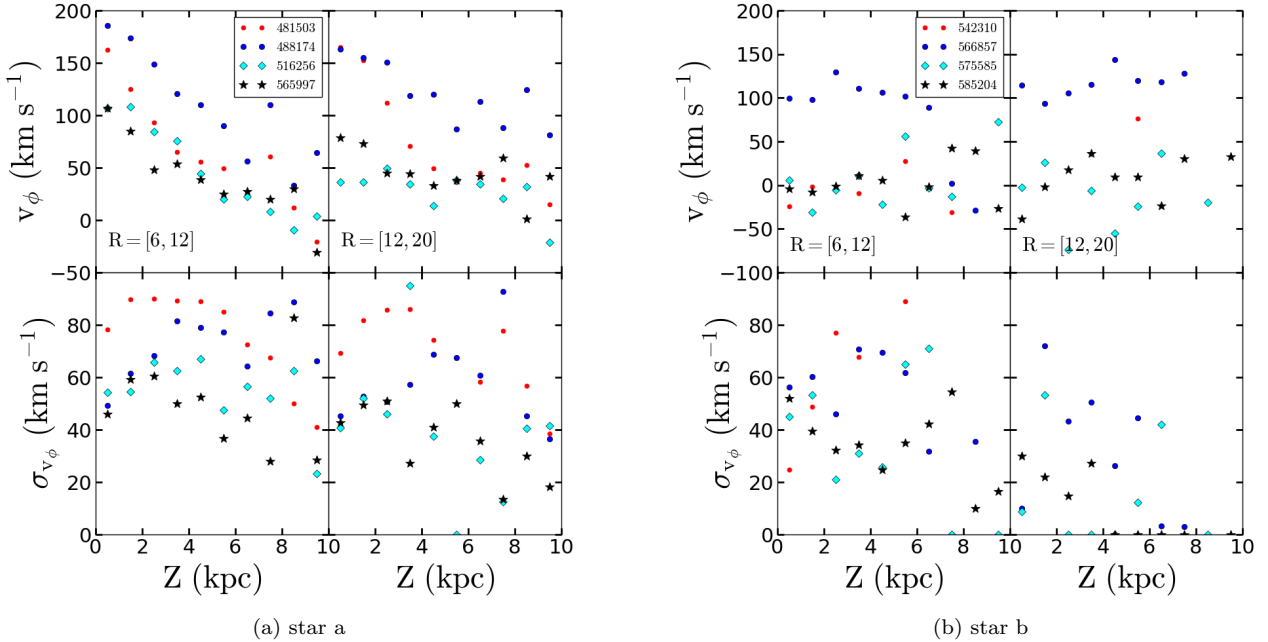 200
150
100
50
0
−50
v_ϕ (km s^−1)
481503
488174
516256
565997
R = [6, 12]
R = [12, 20]
80
60
40
20
0
σ_v_ϕ (km s^−1)
0 2 4 6 8 10 2 4 6 8 10
Z (kpc) Z (kpc)
(a) star a
200
150
100
50
0
−50
−100
v_ϕ (km s^−1)
542310
566857
575585
585204
R = [6, 12]
R = [12, 20]
80
60
40
20
0
σ_v_ϕ (km s^−1)
0 2 4 6 8 10 2 4 6 8 10
Z (kpc) Z (kpc)
(b) star b